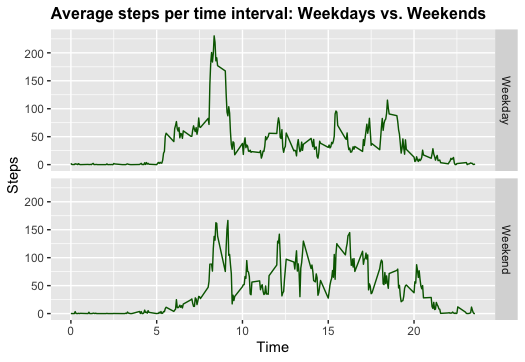 Average steps per time interval: Weekdays vs. Weekends
Steps
200
150
100
50
0
Weekday
200
150
100
50
0
Weekend
0 5 10 15 20
Time